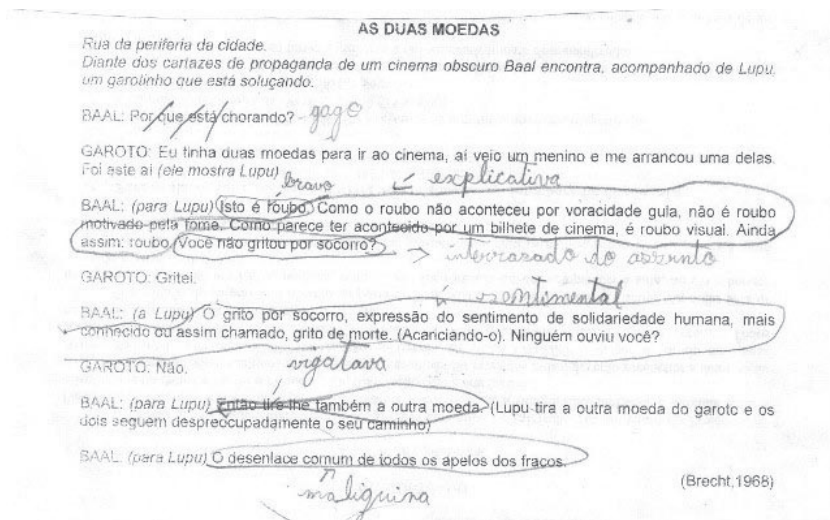 AS DUAS MOEDAS
Rua da periferia da cidade.
Diante dos cartazes de propaganda de um cinema obscuro Baal encontra, acompanhado de Lupu,
um garotinho que está soluçando.
BAAL: Por que está chorando? gago
GAROTO: Eu tinha duas moedas para ir ao cinema, aí veio um menino e me arrancou uma delas.
Foi este aí (ele mostra Lupu)
bravo explicativa
BAAL: (para Lupu) Isto é roubo. Como o roubo não aconteceu por voracidade gula, não é roubo
motivado pela fome. Como parece ter acontecido por um bilhete de cinema, é roubo visual. Ainda
assim: roubo. Você não gritou por socorro?
→ do assunto
GAROTO: Gritei.
BAAL: (a Lupu) O grito por socorro, expressão do sentimento de solidariedade humana, mais
conhecido ou assim chamado, grito de morte. (Acariciando-o). Ninguém ouviu você?
GAROTO: Não.
BAAL: (para Lupu) Então tire-lhe também a outra moeda. (Lupu tira a outra moeda do garoto e os
dois seguem despreocupadamente o seu caminho)
BAAL: (para Lupu) O desenlace comum de todos os apelos dos fracos.
(Brecht,1968)
maliguina